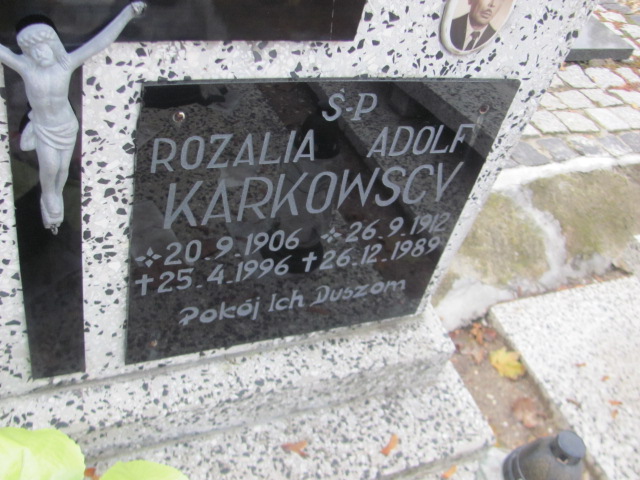 Ś·P
ROZALIA ADOLF
KARKOWSCY
20.9.1906 26.9.1912
25.4.1996 26.12.1989
Pokój Ich Duszom